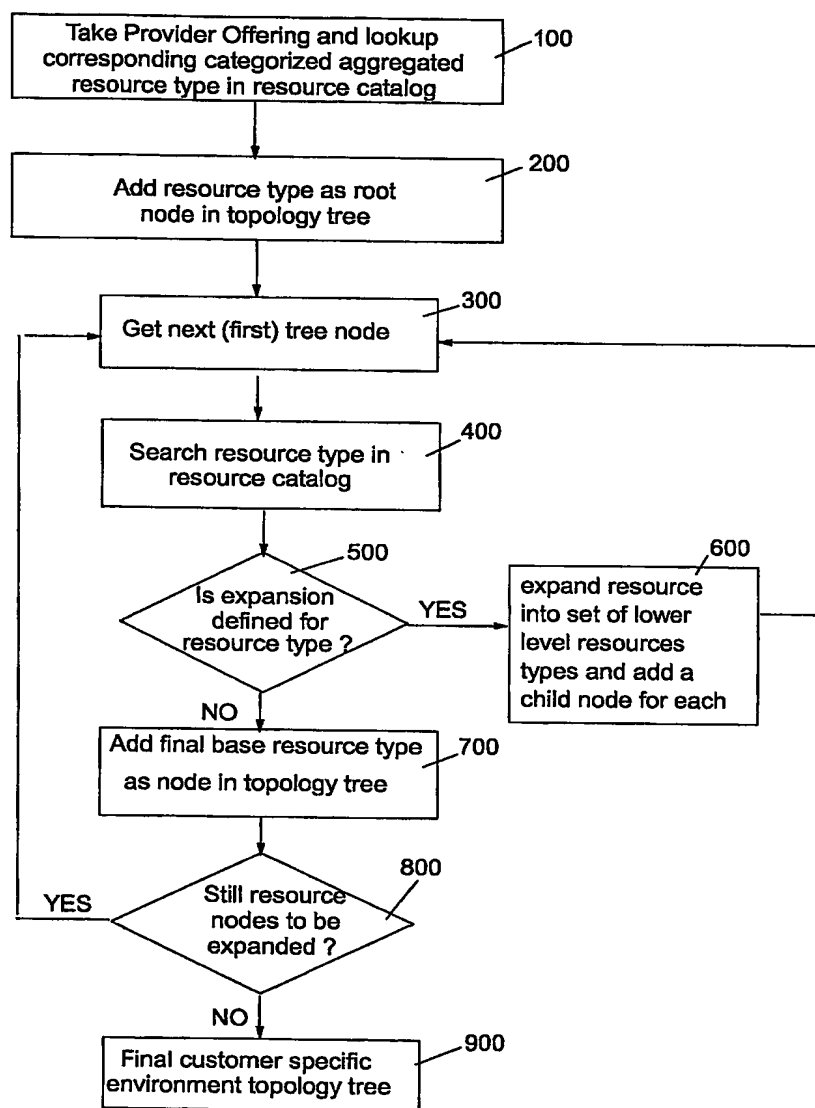 Take Provider Offering and lookup
corresponding categorized aggregated
resource type in resource catalog
100
Add resource type as root
node in topology tree
200
Get next (first) tree node
300
Search resource type in
resource catalog
400
Is expansion
defined for
resource type ?
500
YES
expand resource
into set of lower
level resources
types and add a
child node for each
600
NO
Add final base resource type
as node in topology tree
700
Still resource
nodes to be
expanded ?
800
YES
NO
Final customer specific
environment topology tree
900